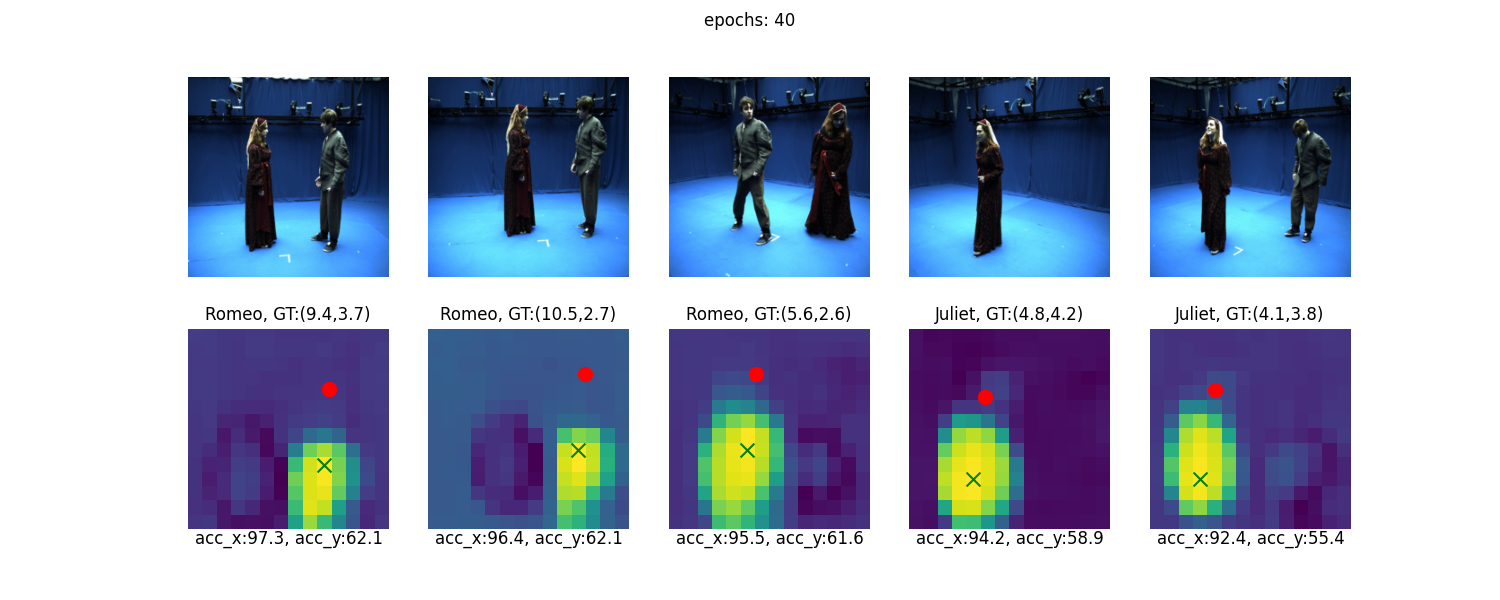 epochs: 40
Romeo, GT:(9.4,3.7)
Romeo, GT:(10.5,2.7)
Romeo, GT:(5.6,2.6)
Juliet, GT:(4.8,4.2)
Juliet, GT:(4.1,3.8)
acc_x:97.3, acc_y:62.1
acc_x:96.4, acc_y:62.1
acc_x:95.5, acc_y:61.6
acc_x:94.2, acc_y:58.9
acc_x:92.4, acc_y:55.4